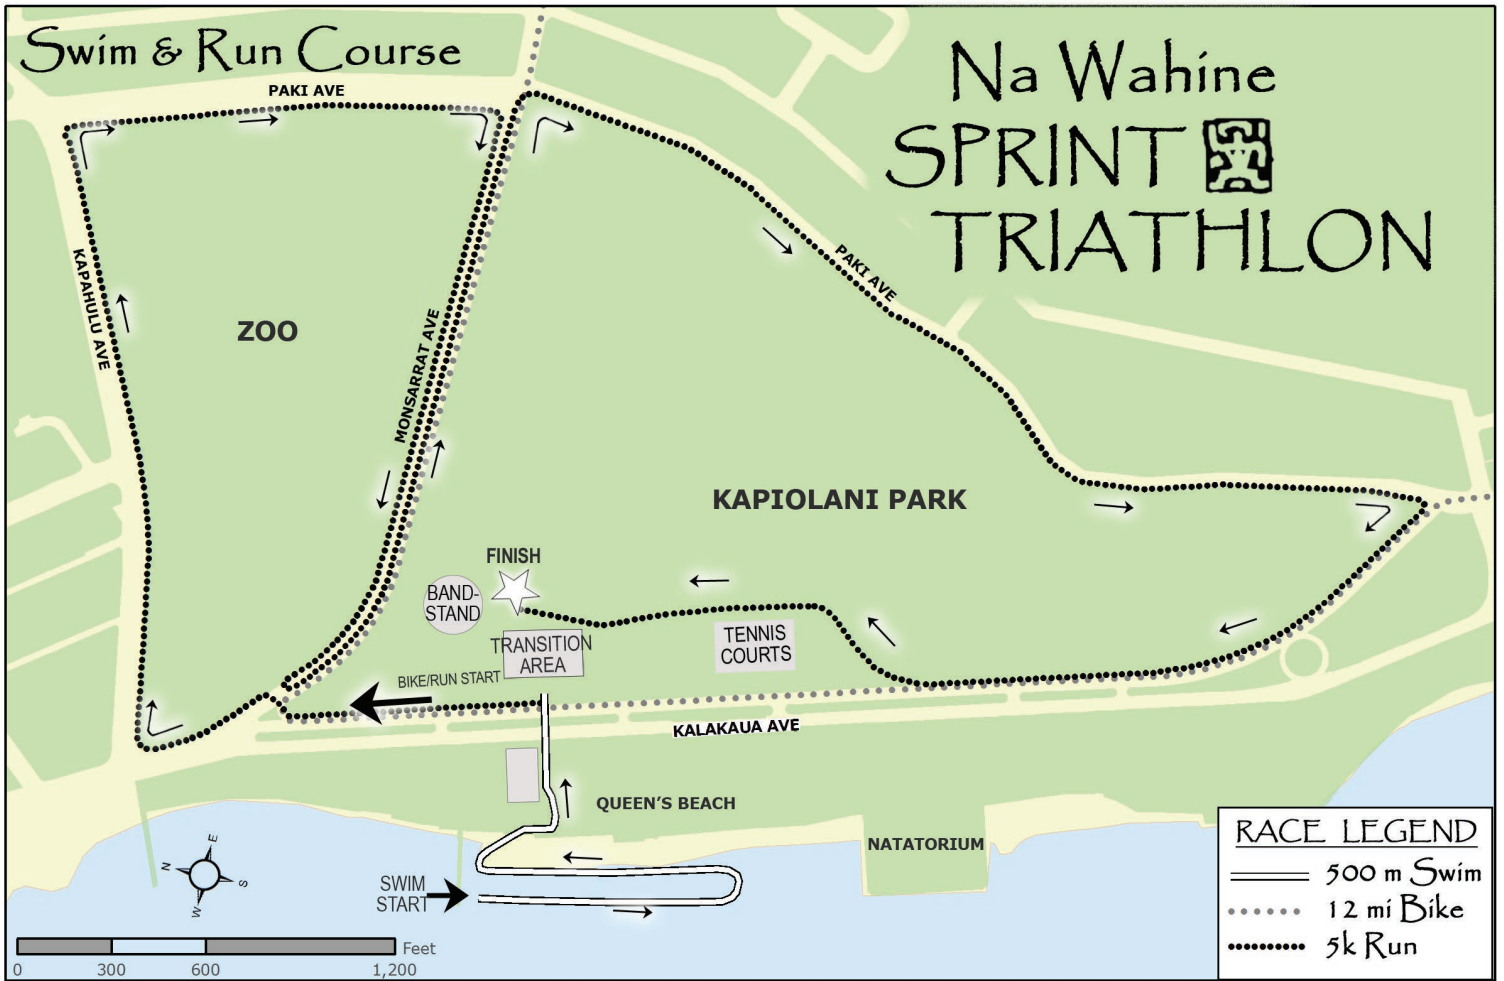 Swim & Run Course
Na Wahine
SPRINT
TRIATHLON
PAKI AVE
KAPAHULU AVE
ZOO
MONSARRAT AVE
PAKI AVE
KAPIOLANI PARK
FINISH
BAND-
STAND
TRANSITION
AREA
TENNIS
COURTS
BIKE/RUN START
KALAKAUA AVE
QUEEN'S BEACH
NATATORIUM
SWIM
START
N
E
S
W
0
300
600
1,200
Feet
RACE LEGEND
500 m Swim
12 mi Bike
5k Run